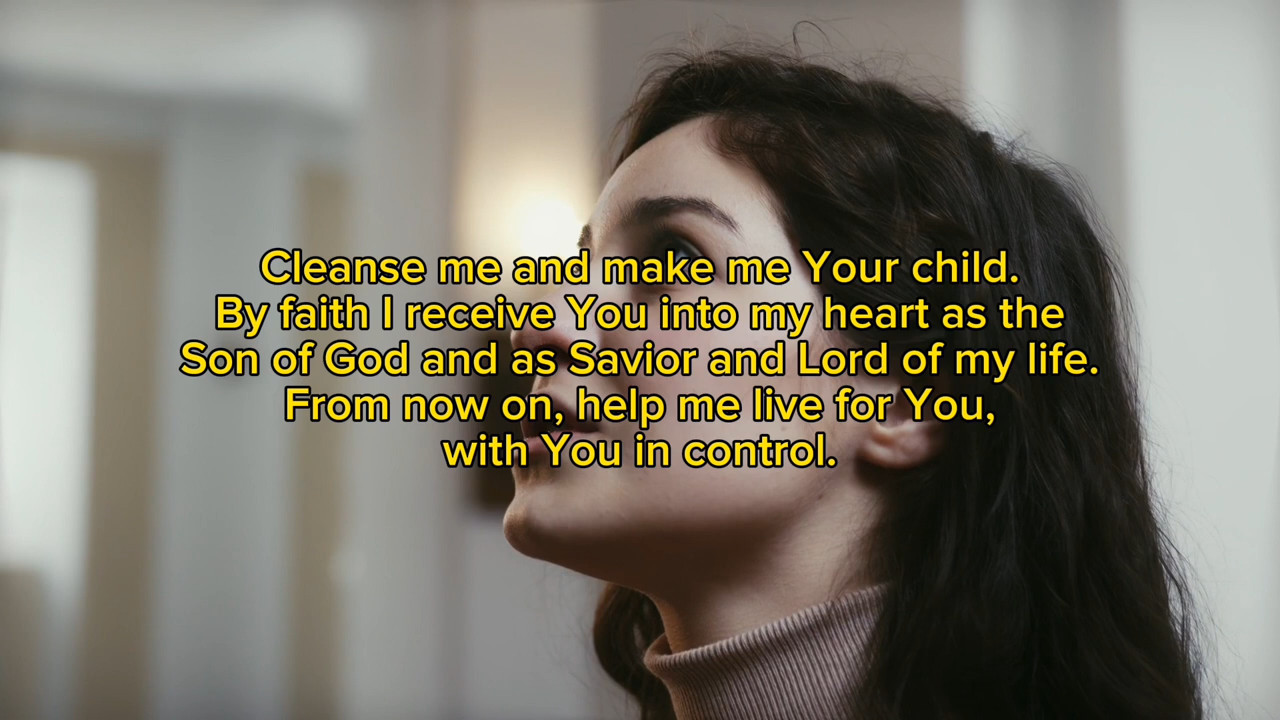 Cleanse me and make me Your child.
By faith I receive You into my heart as the
Son of God and as Savior and Lord of my life.
From now on, help me live for You,
with You in control.